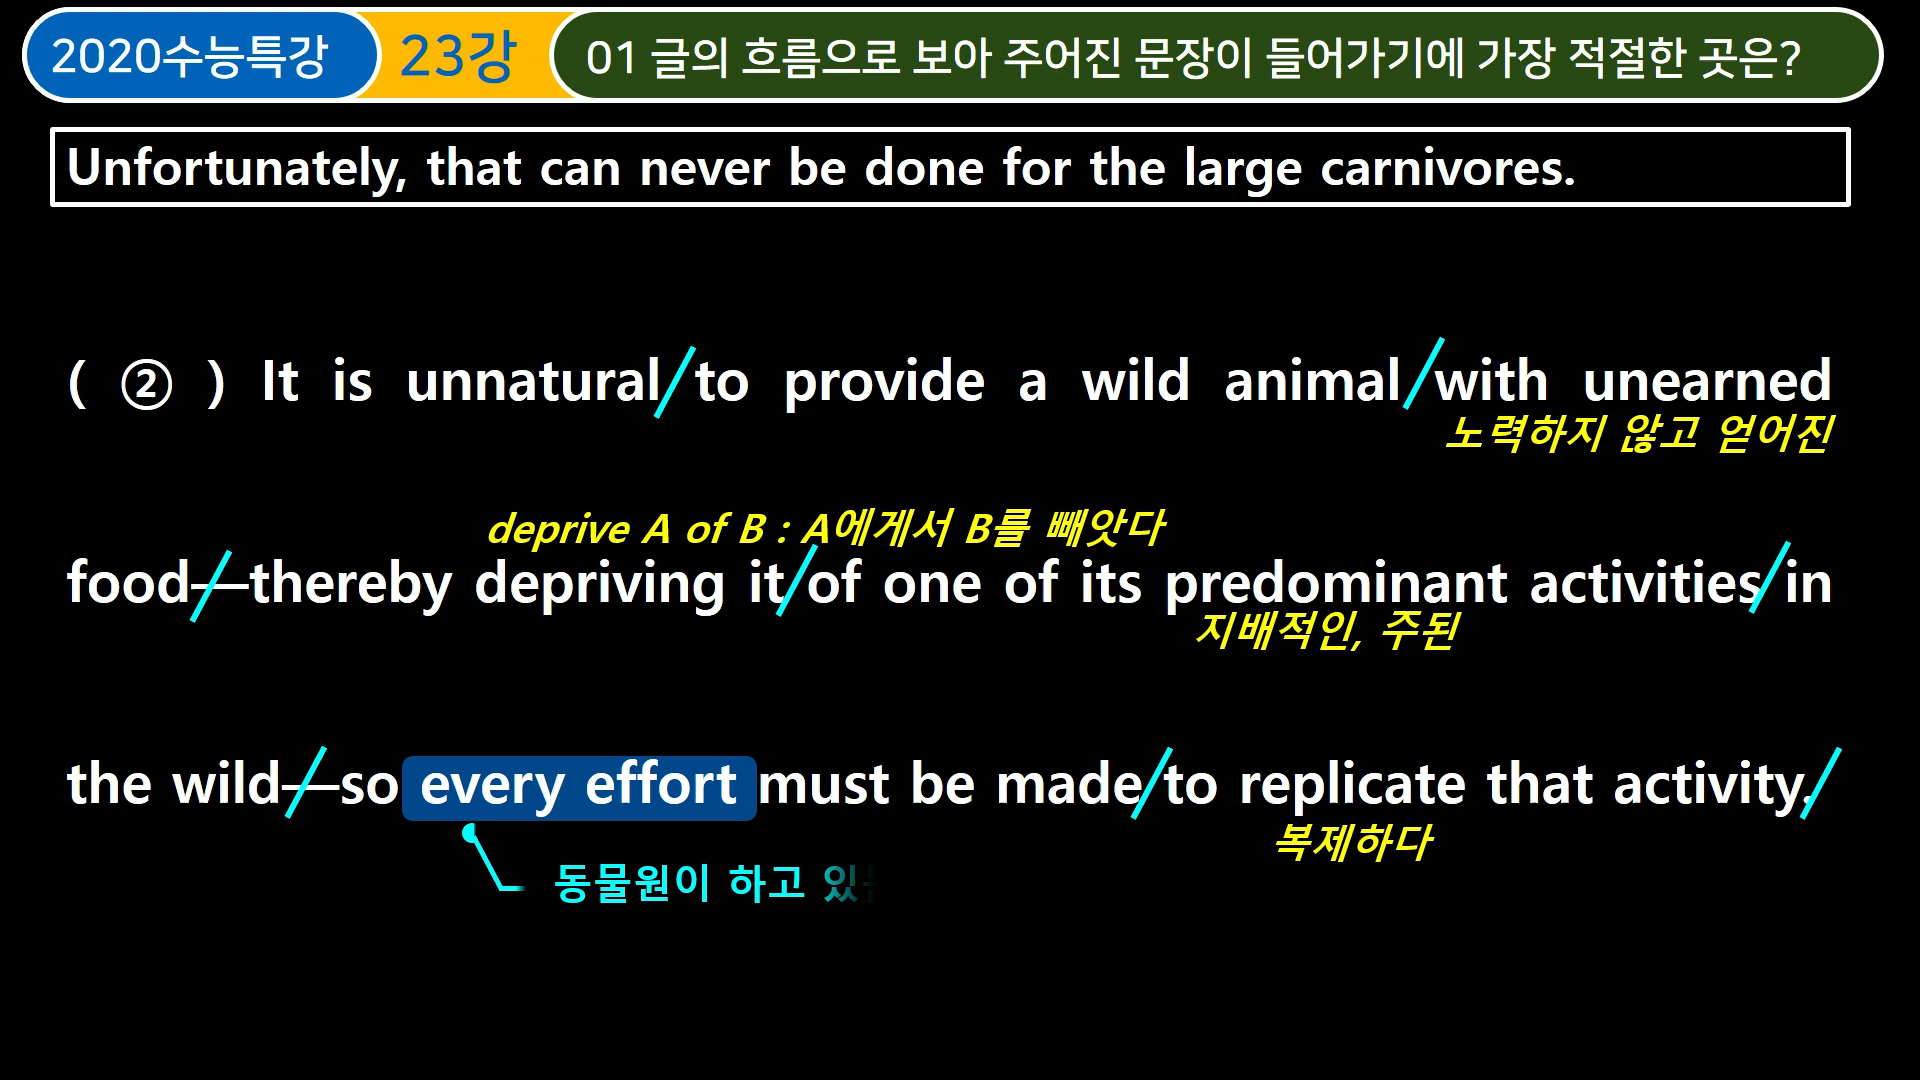 2020수능특강 23강 01 글의 흐름으로 보아 주어진 문장이 들어가기에 가장 적절한 곳은?
Unfortunately, that can never be done for the large carnivores.
( ② ) It is unnatural / to provide a wild animal / with unearned
노력하지 않고 얻어진
deprive A of B : A에게서 B를 빼앗다
food—/thereby depriving it / of one of its predominant activities / in
지배적인, 주된
the wild—/so every effort must be made / to replicate that activity. /
복제하다
동물원이 하고 있